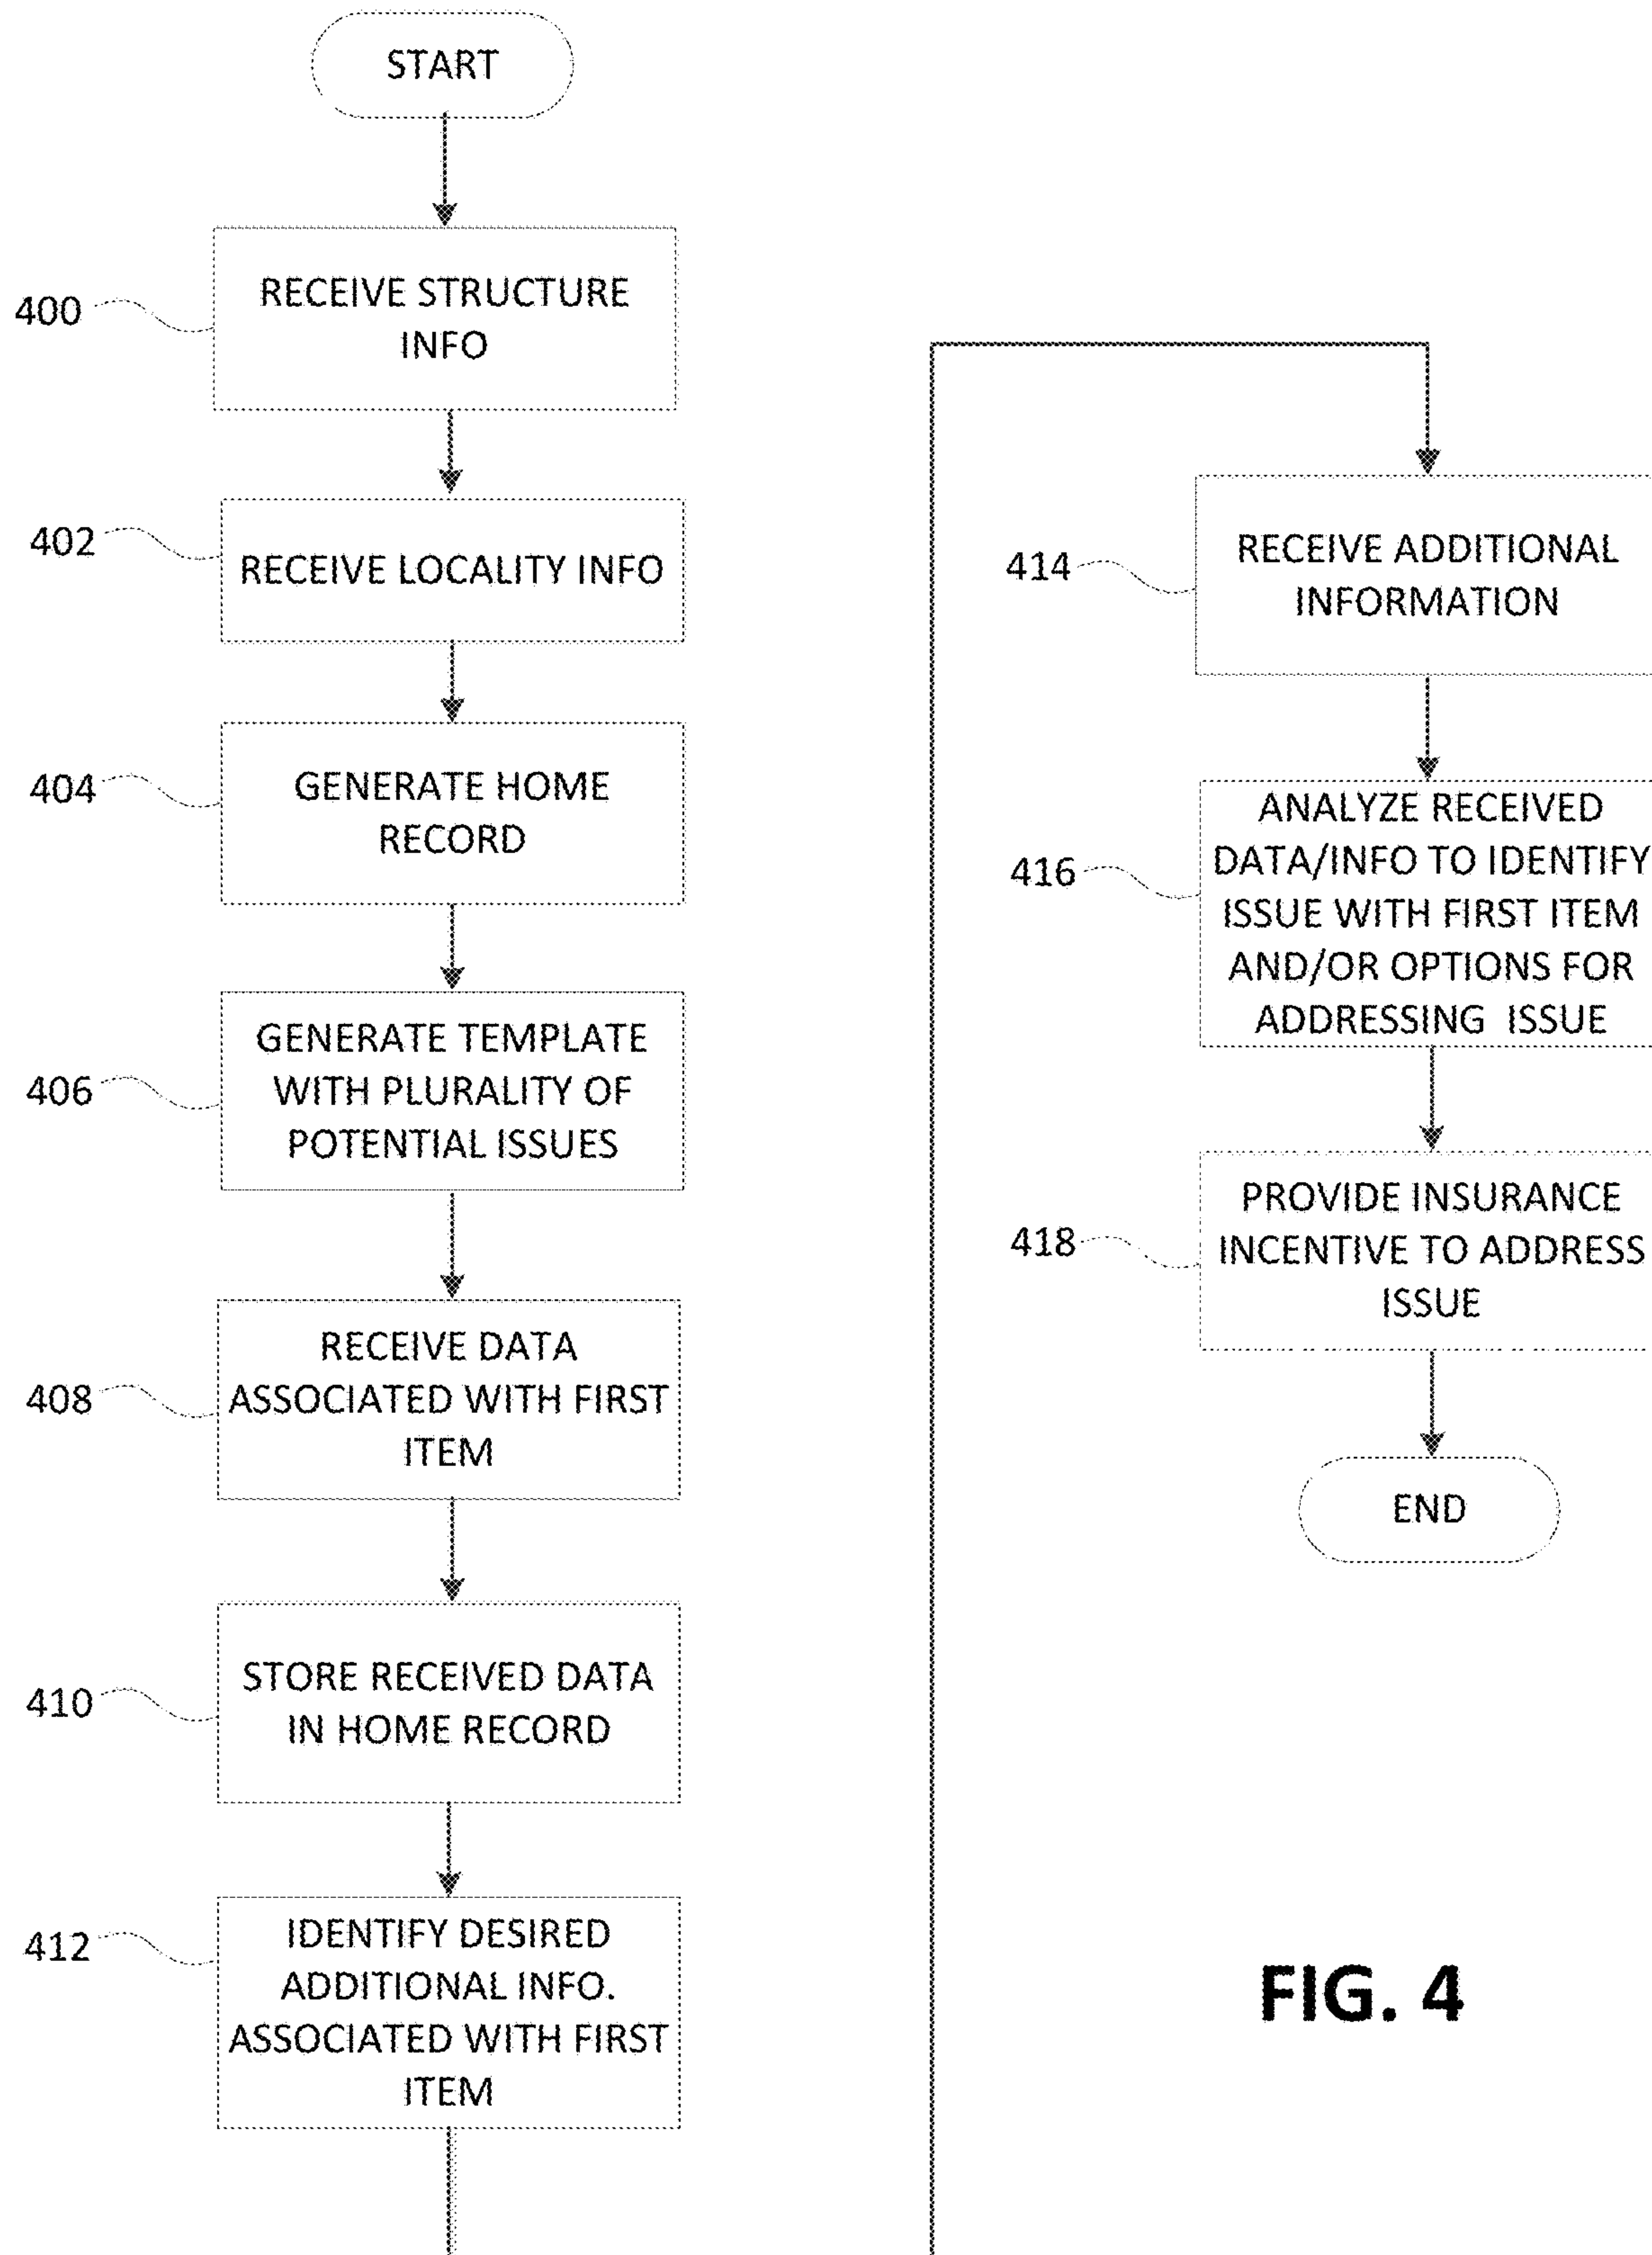 START
400
RECEIVE STRUCTURE
INFO
402
RECEIVE LOCALITY INFO
404
GENERATE HOME
RECORD
406
GENERATE TEMPLATE
WITH PLURALITY OF
POTENTIAL ISSUES
408
RECEIVE DATA
ASSOCIATED WITH FIRST
ITEM
410
STORE RECEIVED DATA
IN HOME RECORD
412
IDENTIFY DESIRED
ADDITIONAL INFO.
ASSOCIATED WITH FIRST
ITEM
414
RECEIVE ADDITIONAL
INFORMATION
416
ANALYZE RECEIVED
DATA/INFO TO IDENTIFY
ISSUE WITH FIRST ITEM
AND/OR OPTIONS FOR
ADDRESSING ISSUE
418
PROVIDE INSURANCE
INCENTIVE TO ADDRESS
ISSUE
END
FIG. 4